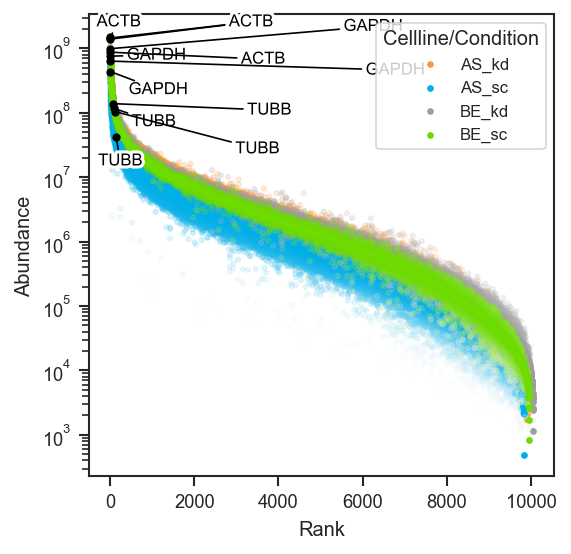 ACTB
ACTB
GAPDH
GAPDH
ACTB
GAPDH
GAPDH
TUBB
TUBB
TUBB
TUBB
Cellline/Condition
AS_kd
AS_sc
BE_kd
BE_sc
10⁹
10⁸
10⁷
10⁶
10⁵
10⁴
10³
Abundance
0 2000 4000 6000 8000 10000
Rank